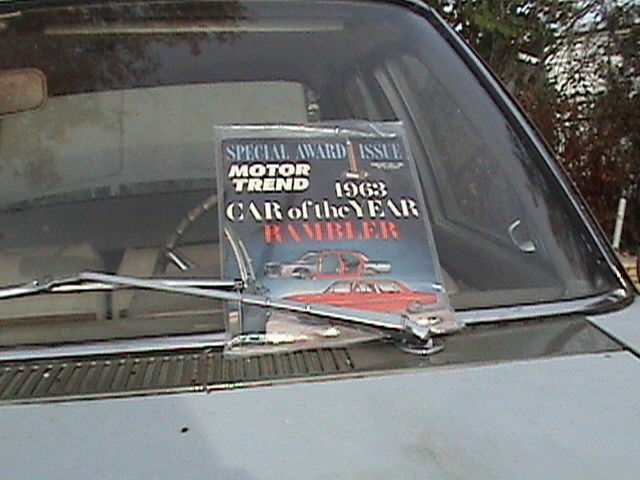 SPECIAL AWARD ISSUE
MOTOR
TREND
1963
CAR of the YEAR
RAMBLER